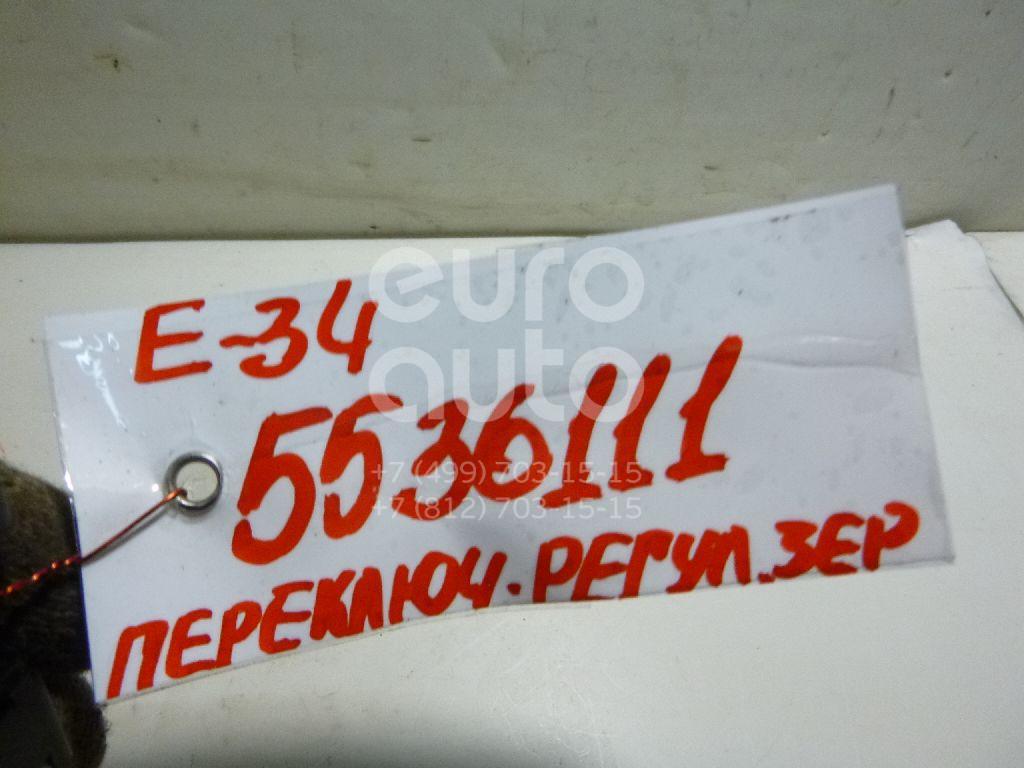 E-34
euro
auto
5536111
+7 (499) 703-15-15
+7 (812) 703-15-15
ПЕРЕКЛЮЧ. РЕГУЛ. ЗЕР